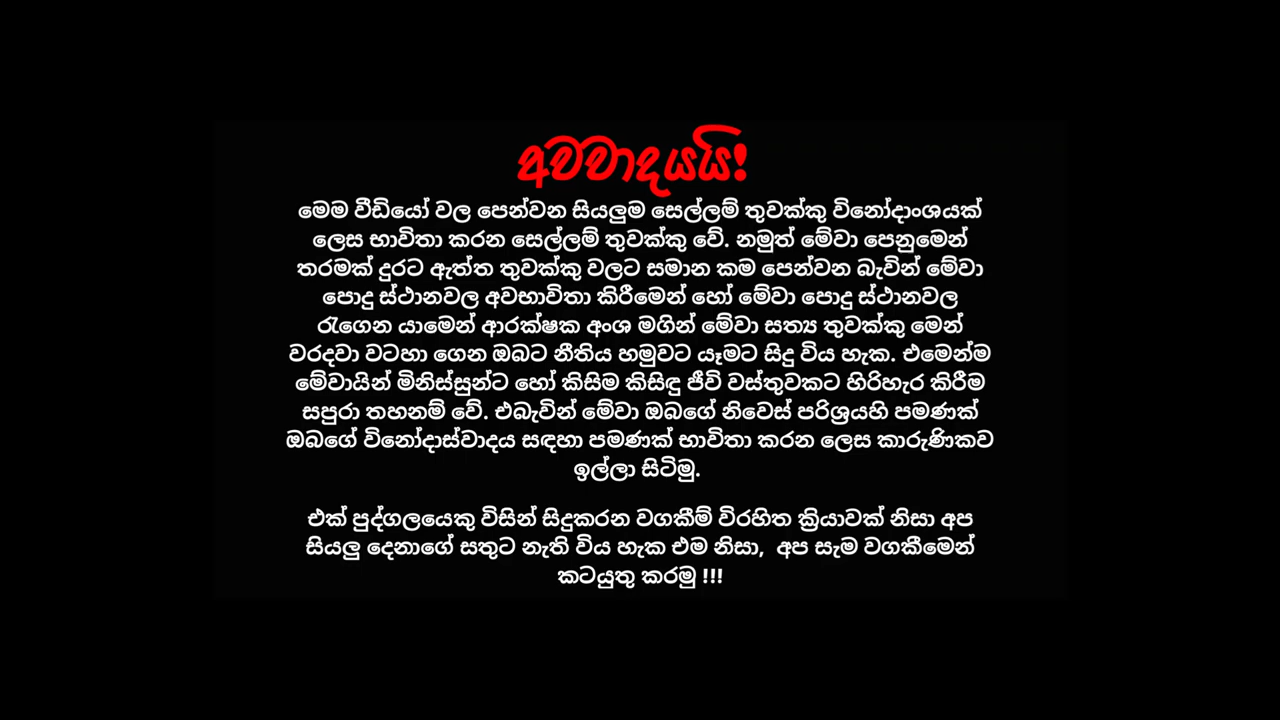 අවවාදයයි!
මෙම වීඩියෝ වල පෙන්වන සියලුම සෙල්ලම් තුවක්කු විනෝදාංශයක්
ලෙස භාවිතා කරන සෙල්ලම් තුවක්කු වේ. නමුත් මේවා පෙනුමෙන්
තරමක් දුරට ඇත්ත තුවක්කු වලට සමාන කම පෙන්වන බැවින් මේවා
පොදු ස්ථානවල අවභාවිතා කිරීමෙන් හෝ මේවා පොදු ස්ථානවල
රැගෙන යාමෙන් ආරක්ෂක අංශ මගින් මේවා සත්‍ය තුවක්කු මෙන්
වරදවා වටහා ගෙන ඔබට නීතිය හමුවට යෑමට සිදු විය හැක. එමෙන්ම
මේවායින් මිනිස්සුන්ට හෝ කිසිම කිසිඳු ජීවි වස්තුවකට හිරිහැර කිරීම
සපුරා තහනම් වේ. එබැවින් මේවා ඔබගේ නිවෙස් පරිශ්‍රයහි පමණක්
ඔබගේ විනෝදාස්වාදය සඳහා පමණක් භාවිතා කරන ලෙස කාරුණිකව
ඉල්ලා සිටිමු.
එක් පුද්ගලයෙකු විසින් සිදුකරන වගකීම් විරහිත ක්‍රියාවක් නිසා අප
සියලු දෙනාගේ සතුට නැති විය හැක එම නිසා, අප සැම වගකීමෙන්
කටයුතු කරමු !!!